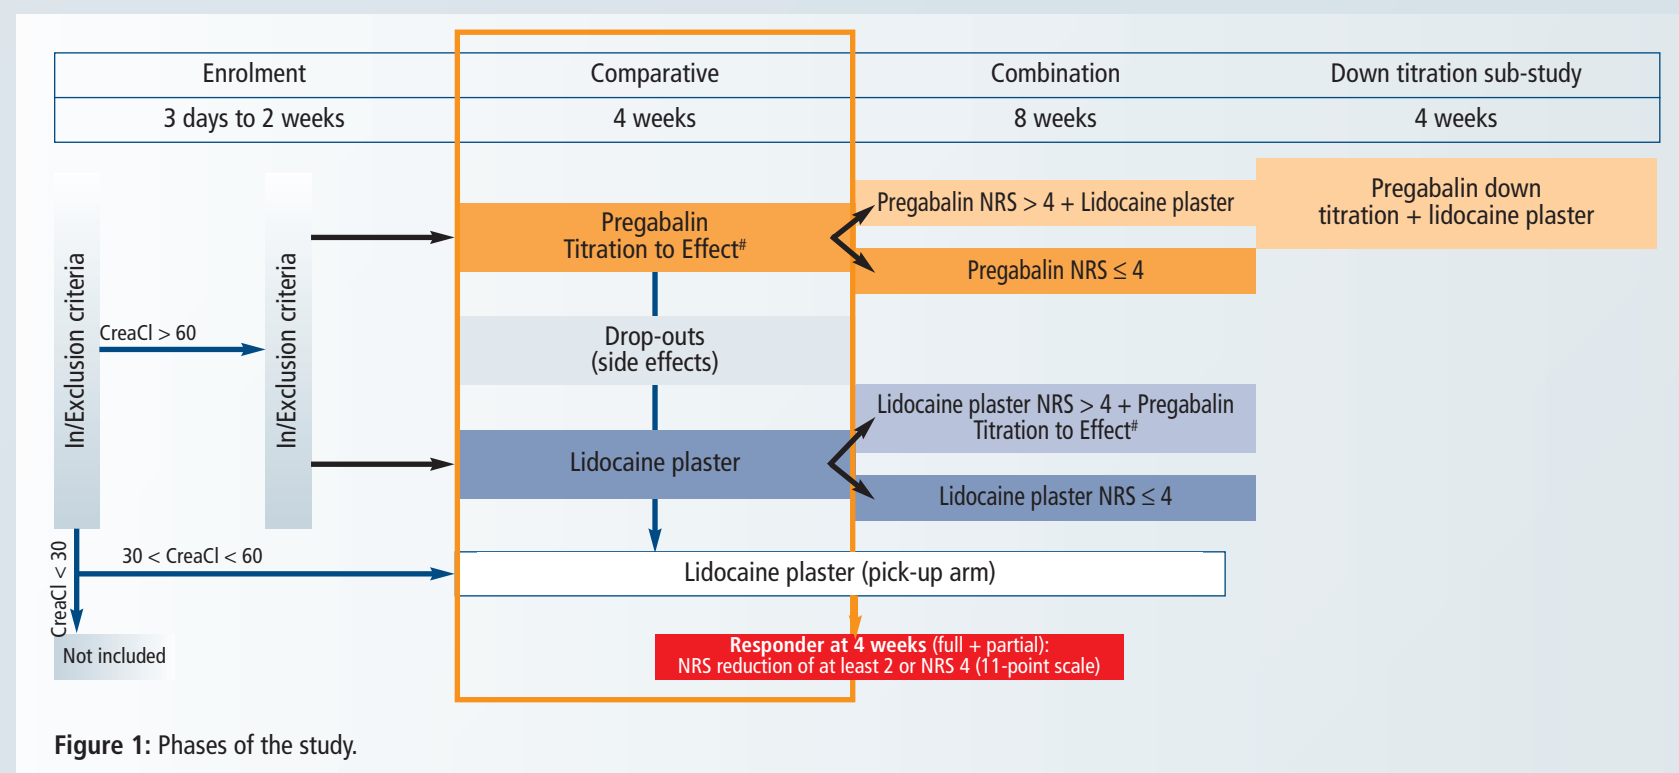 Enrolment
Comparative
Combination
Down titration sub-study
3 days to 2 weeks
4 weeks
8 weeks
4 weeks
In/Exclusion criteria
CreaCl > 60
In/Exclusion criteria
Pregabalin
Titration to Effect#
Pregabalin NRS > 4 + Lidocaine plaster
Pregabalin NRS ≤ 4
Pregabalin down
titration + lidocaine plaster
Drop-outs
(side effects)
Lidocaine plaster
Lidocaine plaster NRS > 4 + Pregabalin
Titration to Effect#
Lidocaine plaster NRS ≤ 4
CreaCl < 30
30 < CreaCl < 60
Lidocaine plaster (pick-up arm)
Not included
Responder at 4 weeks (full + partial):
NRS reduction of at least 2 or NRS 4 (11-point scale)
Figure 1: Phases of the study.